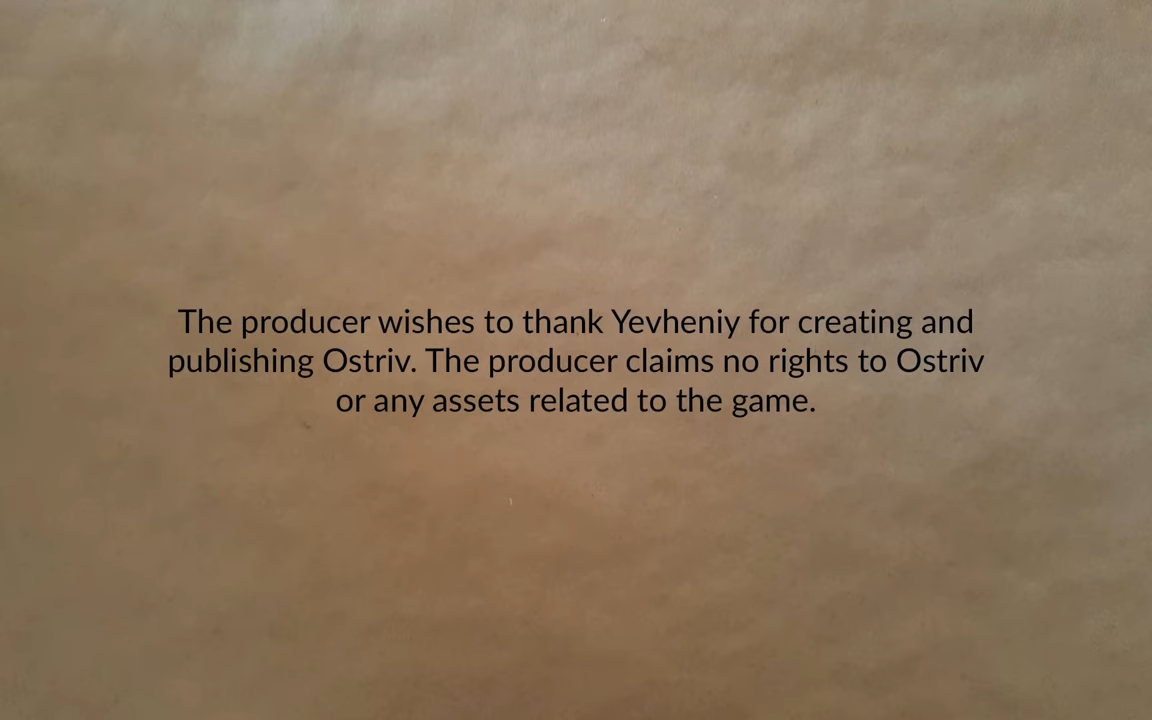 The producer wishes to thank Yevheniy for creating and
publishing Ostriv. The producer claims no rights to Ostriv
or any assets related to the game.